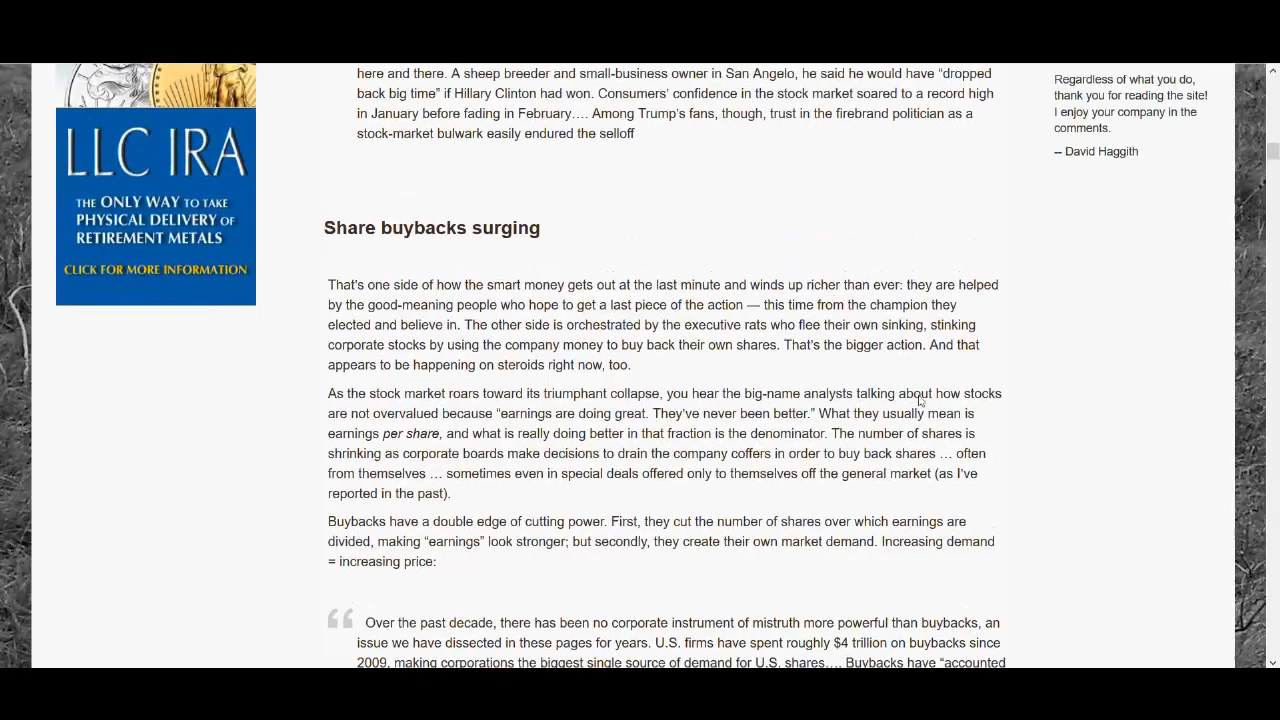 here and there. A sheep breeder and small-business owner in San Angelo, he said he would have “dropped
back big time” if Hillary Clinton had won. Consumers’ confidence in the stock market soared to a record high
in January before fading in February…. Among Trump’s fans, though, trust in the firebrand politician as a
stock-market bulwark easily endured the selloff
Share buybacks surging
That’s one side of how the smart money gets out at the last minute and winds up richer than ever: they are helped
by the good-meaning people who hope to get a last piece of the action — this time from the champion they
elected and believe in. The other side is orchestrated by the executive rats who flee their own sinking, stinking
corporate stocks by using the company money to buy back their own shares. That’s the bigger action. And that
appears to be happening on steroids right now, too.
As the stock market roars toward its triumphant collapse, you hear the big-name analysts talking about how stocks
are not overvalued because “earnings are doing great. They’ve never been better.” What they usually mean is
earnings per share, and what is really doing better in that fraction is the denominator. The number of shares is
shrinking as corporate boards make decisions to drain the company coffers in order to buy back shares … often
from themselves … sometimes even in special deals offered only to themselves off the general market (as I’ve
reported in the past).
Buybacks have a double edge of cutting power. First, they cut the number of shares over which earnings are
divided, making “earnings” look stronger; but secondly, they create their own market demand. Increasing demand
= increasing price:
“ Over the past decade, there has been no corporate instrument of mistruth more powerful than buybacks, an
issue we have dissected in these pages for years. U.S. firms have spent roughly $4 trillion on buybacks since
2009, making corporations the biggest single source of demand for U.S. shares…. Buybacks have “accounted
LLC IRA
THE ONLY WAY TO TAKE
PHYSICAL DELIVERY OF
RETIREMENT METALS
CLICK FOR MORE INFORMATION
Regardless of what you do,
thank you for reading the site!
I enjoy your company in the
comments.
-- David Haggith